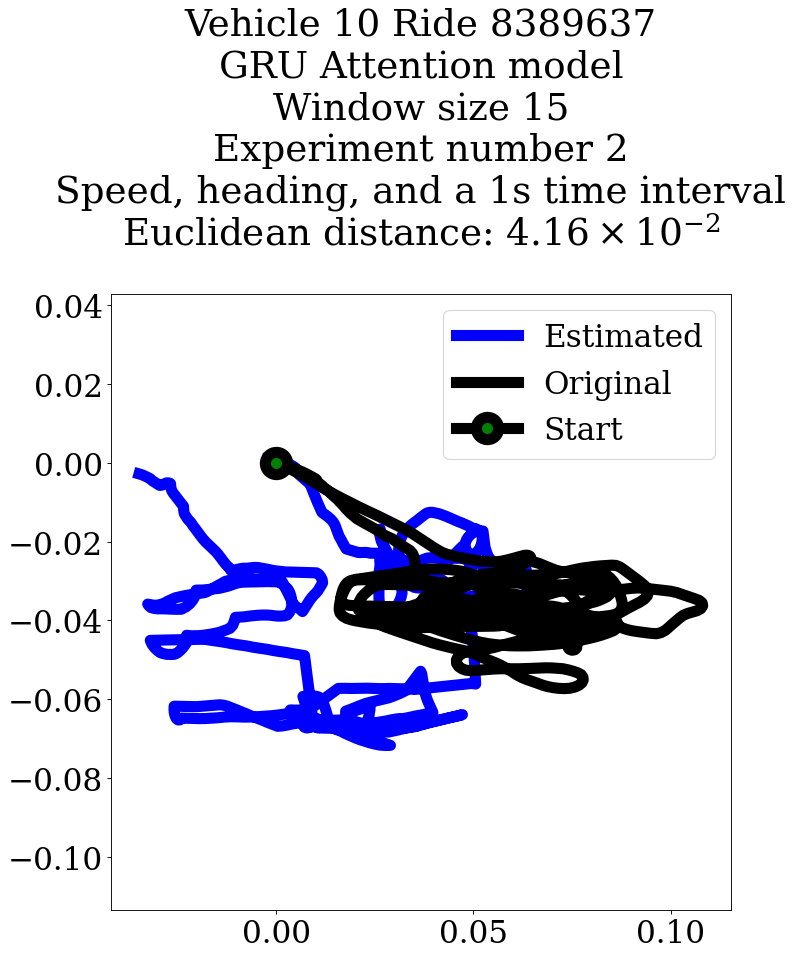 Vehicle 10 Ride 8389637
GRU Attention model
Window size 15
Experiment number 2
Speed, heading, and a 1s time interval
Euclidean distance: 4.16 × 10⁻²
0.04
0.02
0.00
−0.02
−0.04
−0.06
−0.08
−0.10
Estimated
Original
Start
0.00 0.05 0.10